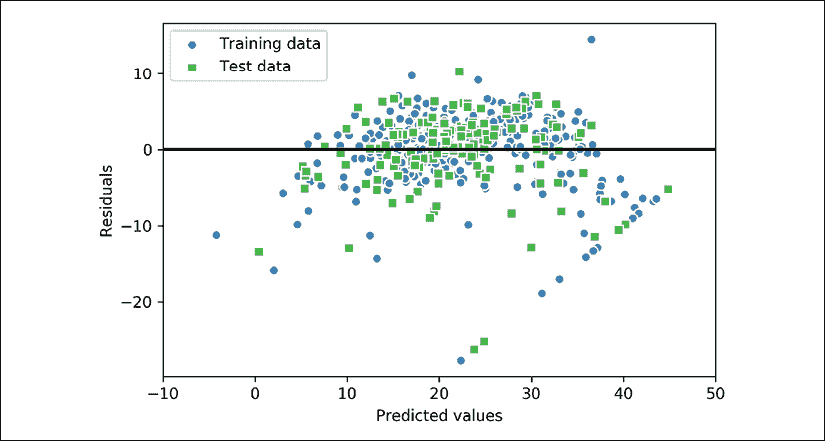 Training data
Test data
10
0
−10
−20
Residuals
−10
0
10
20
30
40
50
Predicted values